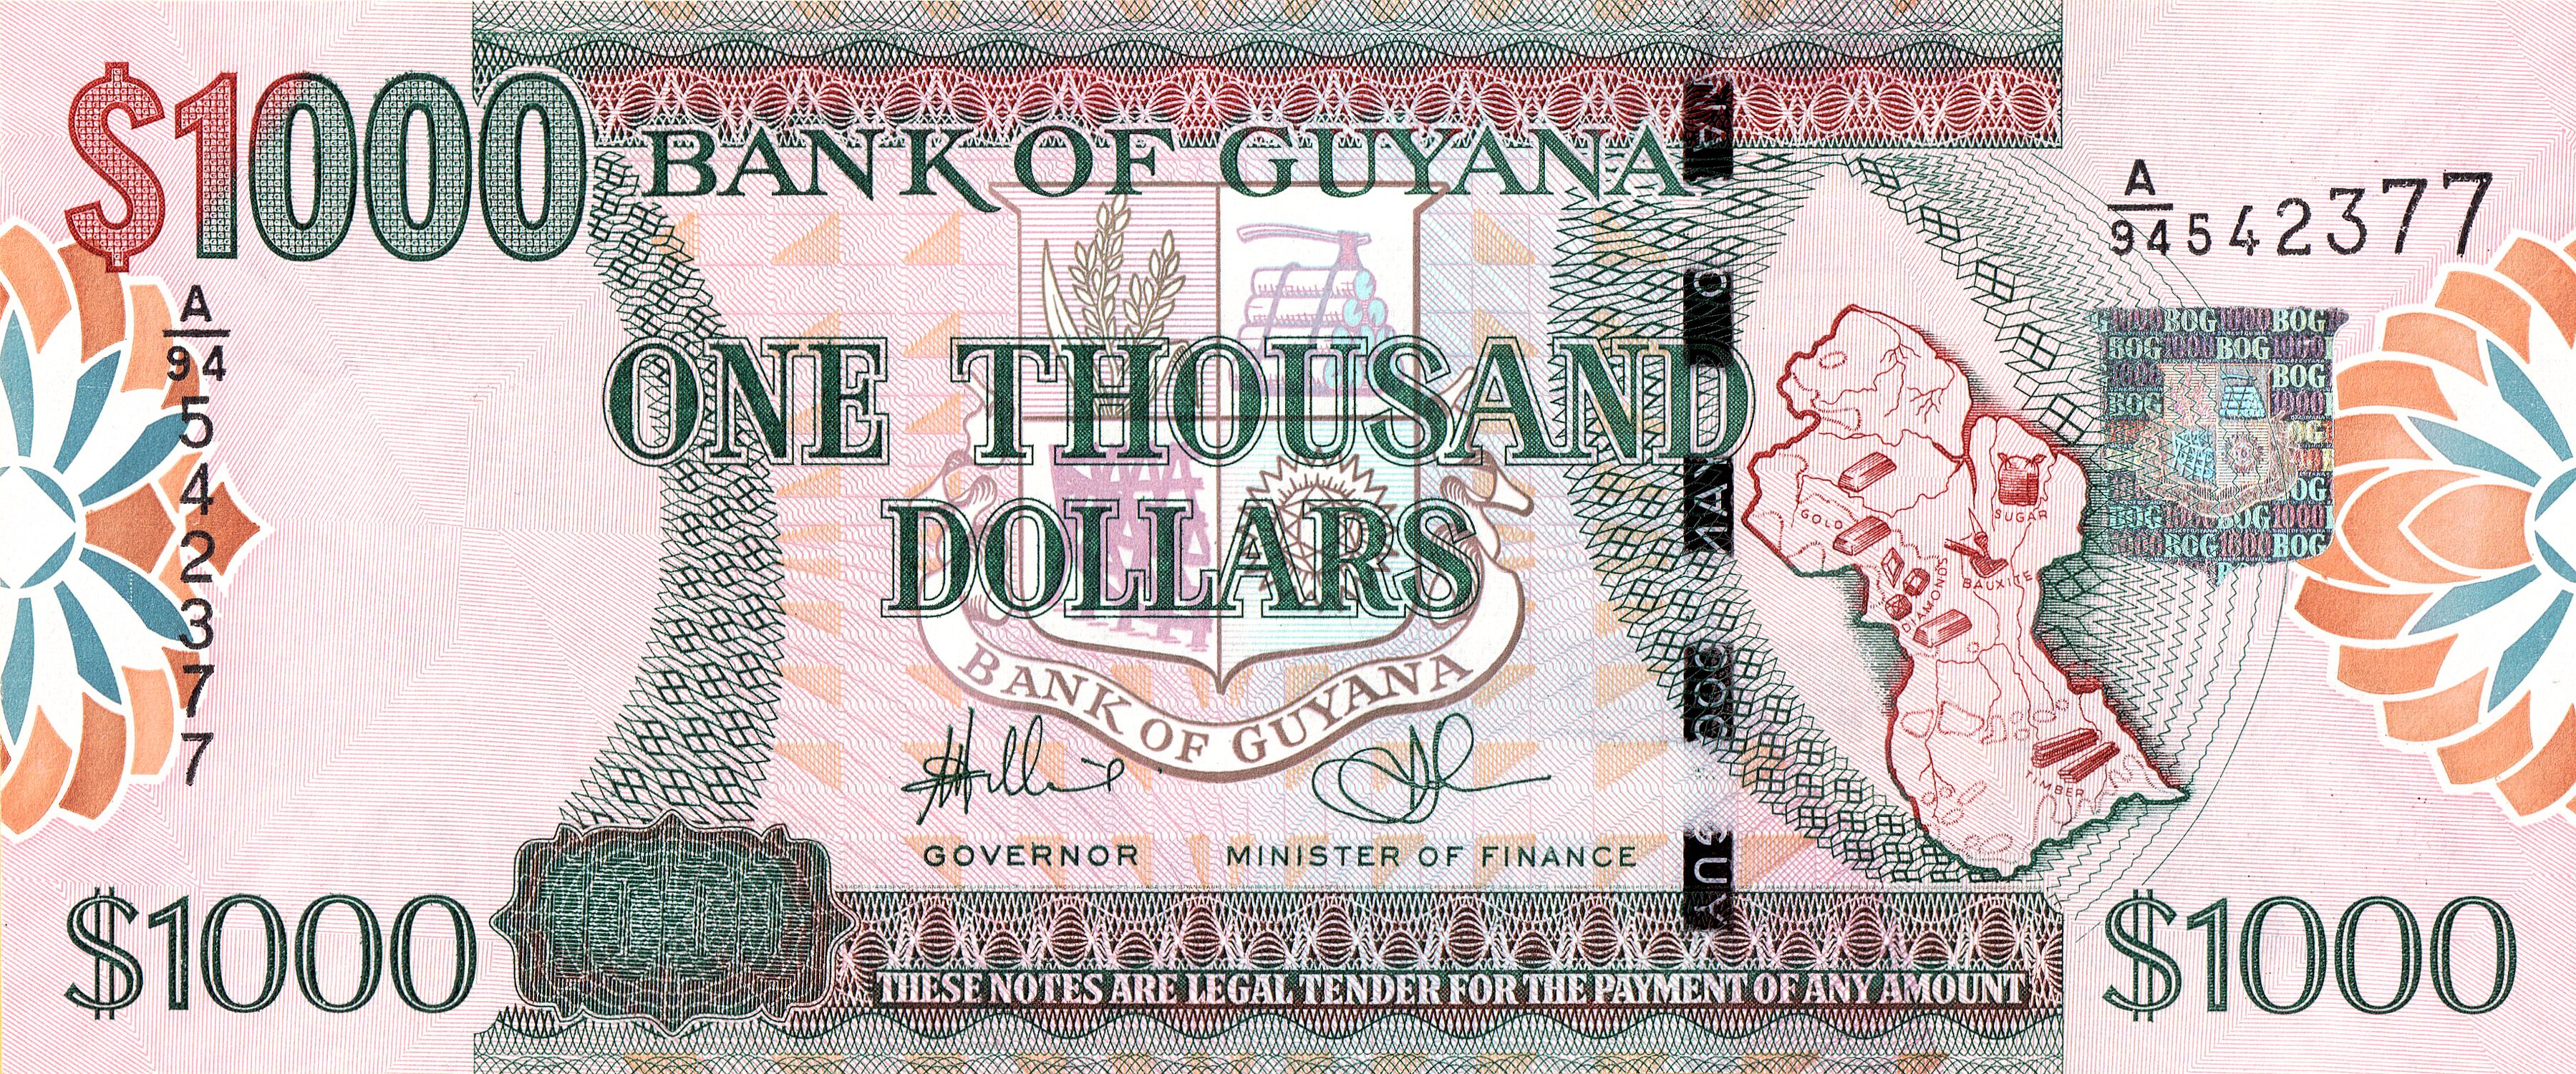 $1000
BANK OF GUYANA
A
94 542377
A
94
542377
ONE THOUSAND
DOLLARS
BANK OF GUYANA
GOLD
SUGAR
DIAMONDS
BAUXITE
TIMBER
BOG 1000 BOG
GOVERNOR
MINISTER OF FINANCE
$1000
1000
THESE NOTES ARE LEGAL TENDER FOR THE PAYMENT OF ANY AMOUNT
$1000